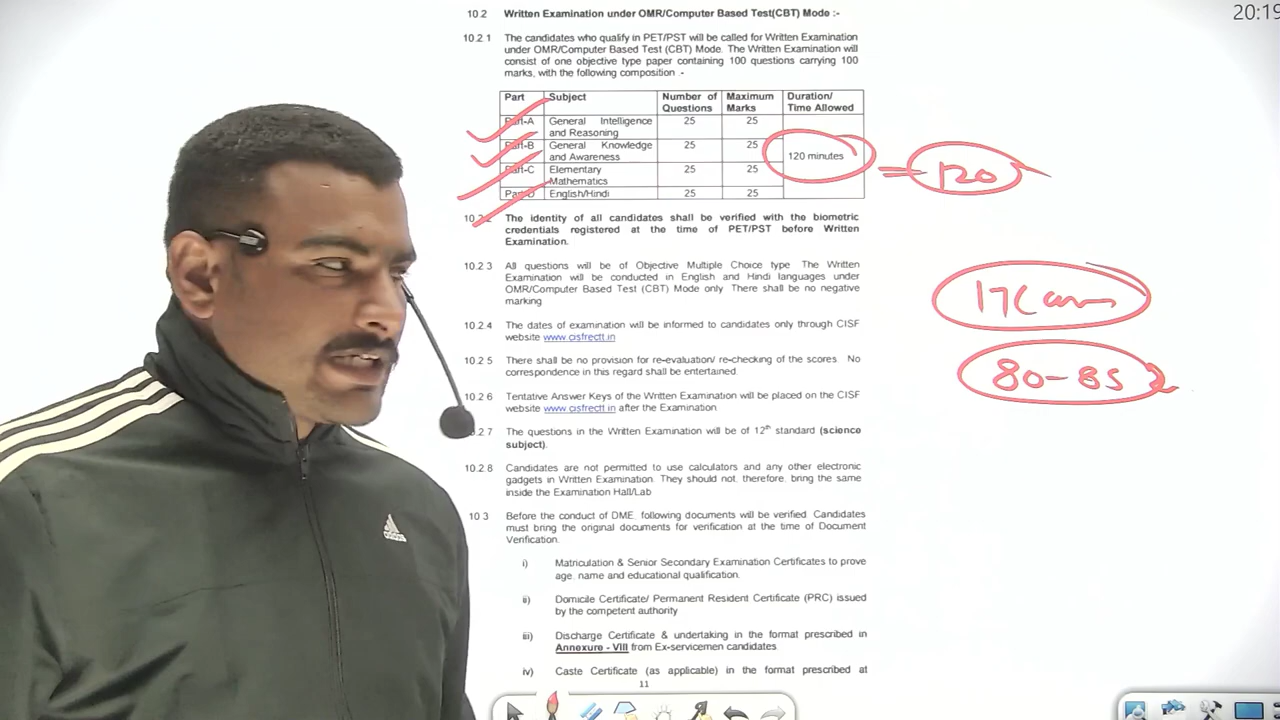 20:19
10.2 Written Examination under OMR/Computer Based Test(CBT) Mode :-
10.2.1 The candidates who qualify in PET/PST will be called for Written Examination
under OMR/Computer Based Test (CBT) Mode. The Written Examination will
consist of one objective type paper containing 100 questions carrying 100
marks, with the following composition :-
Part Subject Number of Questions Maximum Marks Duration/ Time Allowed
Part-A General Intelligence and Reasoning 25 25 120 minutes
Part-B General Knowledge and Awareness 25 25
Part-C Elementary Mathematics 25 25
Part-D English/Hindi 25 25
= 120
10.2.2 The identity of all candidates shall be verified with the biometric
credentials registered at the time of PET/PST before Written
Examination.
10.2.3 All questions will be of Objective Multiple Choice type. The Written
Examination will be conducted in English and Hindi languages under
OMR/Computer Based Test (CBT) Mode only. There shall be no negative
marking
80-85
10.2.4 The dates of examination will be informed to candidates only through CISF
website www.cisfrectt.in
10.2.5 There shall be no provision for re-evaluation/ re-checking of the scores. No
correspondence in this regard shall be entertained.
10.2.6 Tentative Answer Keys of the Written Examination will be placed on the CISF
website www.cisfrectt.in after the Examination
.2.7 The questions in the Written Examination will be of 12th standard (science
subject).
10.2.8 Candidates are not permitted to use calculators and any other electronic
gadgets in Written Examination. They should not, therefore, bring the same
inside the Examination Hall/Lab
10.3 Before the conduct of DME, following documents will be verified. Candidates
must bring the original documents for verification at the time of Document
Verification.
i) Matriculation & Senior Secondary Examination Certificates to prove
age, name and educational qualification.
ii) Domicile Certificate/ Permanent Resident Certificate (PRC) issued
by the competent authority
iii) Discharge Certificate & undertaking in the format prescribed in
Annexure - VIII from Ex-servicemen candidates.
iv) Caste Certificate (as applicable) in the format prescribed at
11
adidas